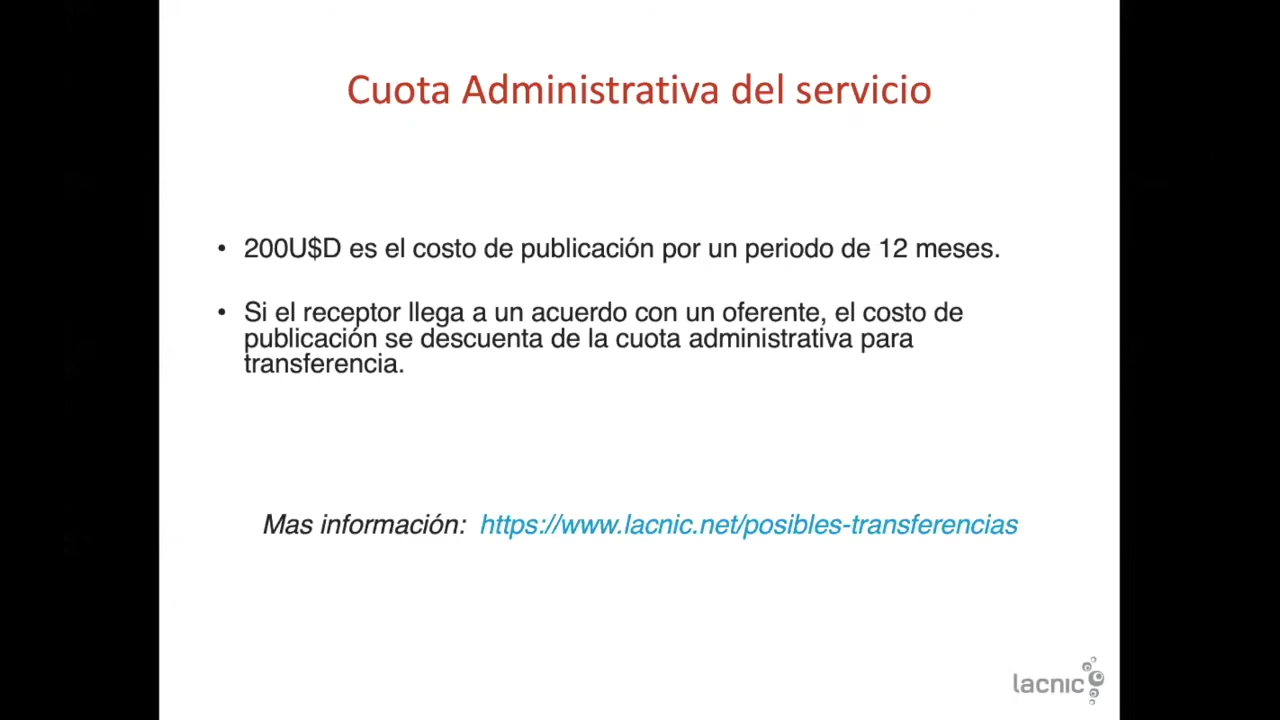 Cuota Administrativa del servicio
• 200U$D es el costo de publicación por un periodo de 12 meses.
• Si el receptor llega a un acuerdo con un oferente, el costo de
publicación se descuenta de la cuota administrativa para
transferencia.
Mas información: https://www.lacnic.net/posibles-transferencias
lacnic